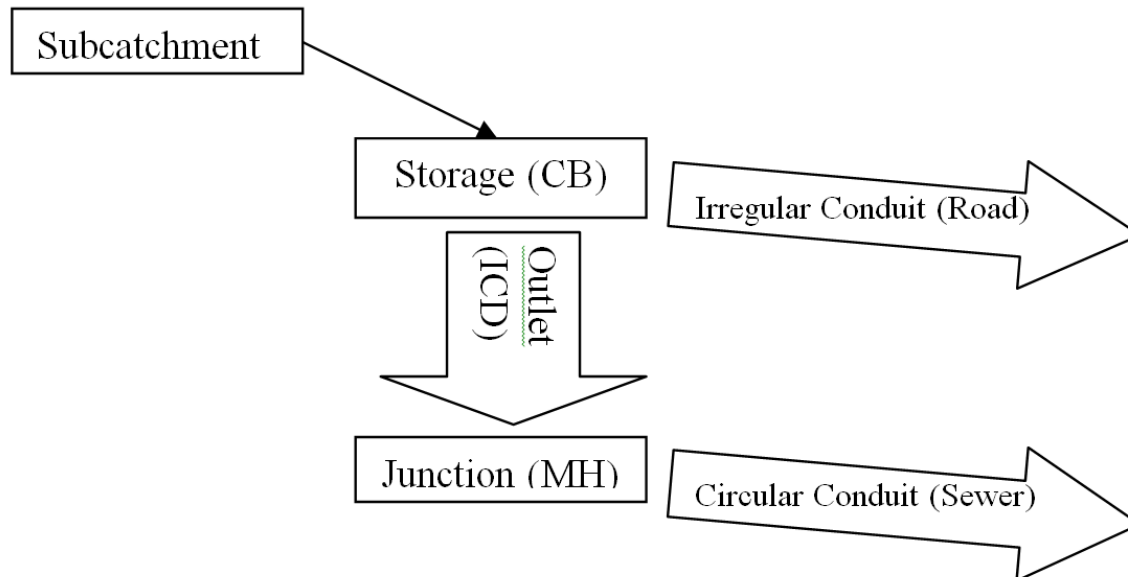 Subcatchment
Storage (CB)
Irregular Conduit (Road)
Outlet
(ICD)
Junction (MH)
Circular Conduit (Sewer)